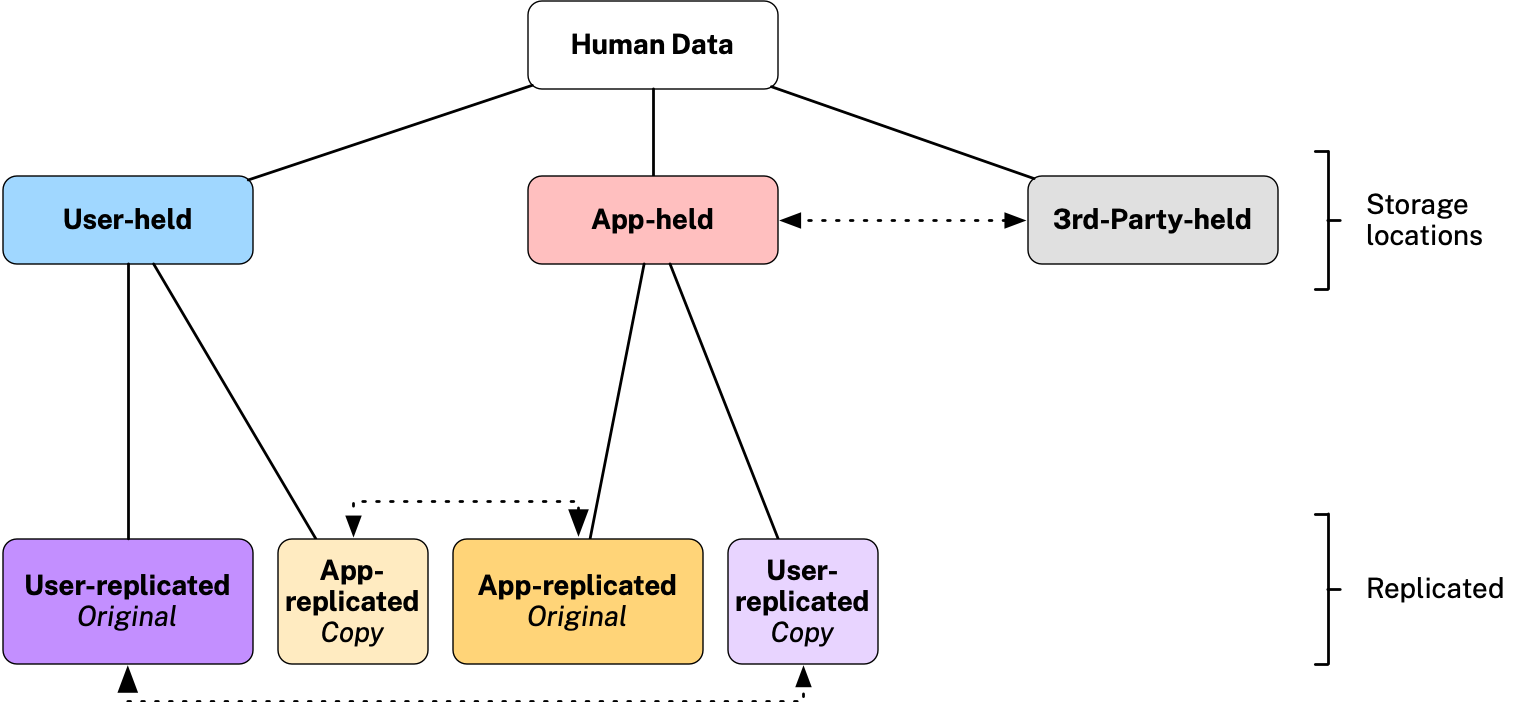 Human Data
User-held
App-held
3rd-Party-held
Storage
locations
User-replicated
Original
App-
replicated
Copy
App-replicated
Original
User-
replicated
Copy
Replicated